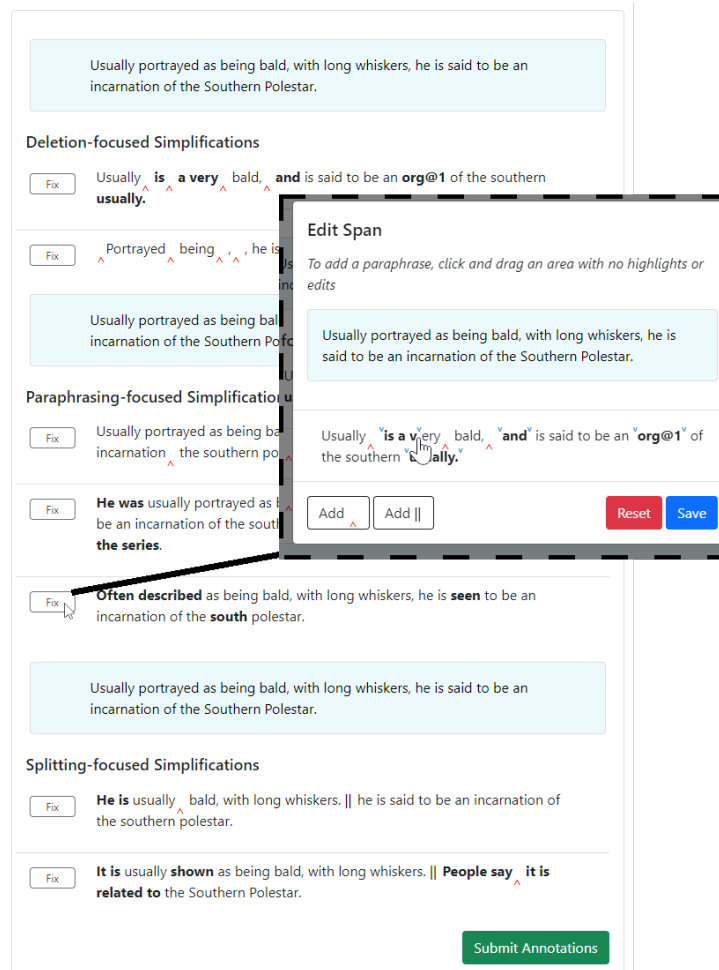 Usually portrayed as being bald, with long whiskers, he is said to be an
incarnation of the Southern Polestar.
Deletion-focused Simplifications
Fix
Usually ^ is ^ a very ^ bald, ^ and is said to be an org@1 of the southern
usually.
Fix
^ Portrayed ^ being ^ , ^ , he is
Usually portrayed as being bal
incarnation of the Southern Po
Paraphrasing-focused Simplification
Fix
Usually portrayed as being ba
incarnation ^ the southern po
Fix
He was usually portrayed as b
be an incarnation of the sout
the series.
Fix
Often described as being bald, with long whiskers, he is seen to be an
incarnation of the south polestar.
Usually portrayed as being bald, with long whiskers, he is said to be an
incarnation of the Southern Polestar.
Splitting-focused Simplifications
Fix
He is usually ^ bald, with long whiskers. || he is said to be an incarnation of
the southern polestar.
Fix
It is usually shown as being bald, with long whiskers. || People say ^ it is
related to the Southern Polestar.
Submit Annotations
Edit Span
To add a paraphrase, click and drag an area with no highlights or
edits
Usually portrayed as being bald, with long whiskers, he is
said to be an incarnation of the Southern Polestar.
Usually ^ is a very ^ bald, ^ and is said to be an org@1 of
the southern usually.
Add ^
Add ||
Reset
Save